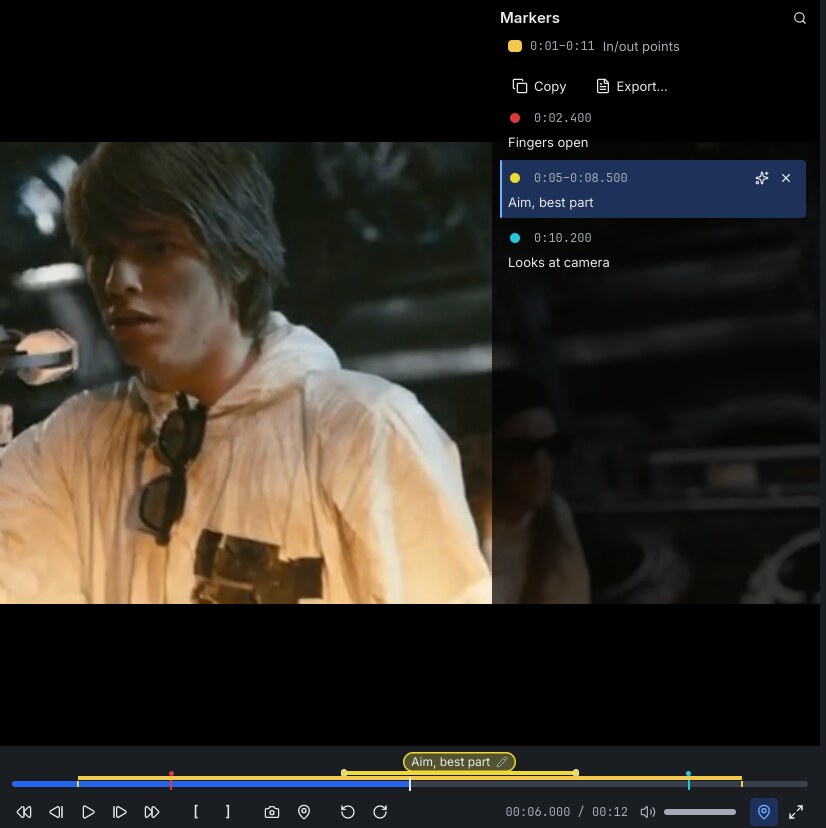 Markers
0:01–0:11 In/out points
Copy Export...
0:02.400
Fingers open
0:05–0:08.500
Aim, best part
0:10.200
Looks at camera
Aim, best part
[ ] 00:06.000 / 00:12